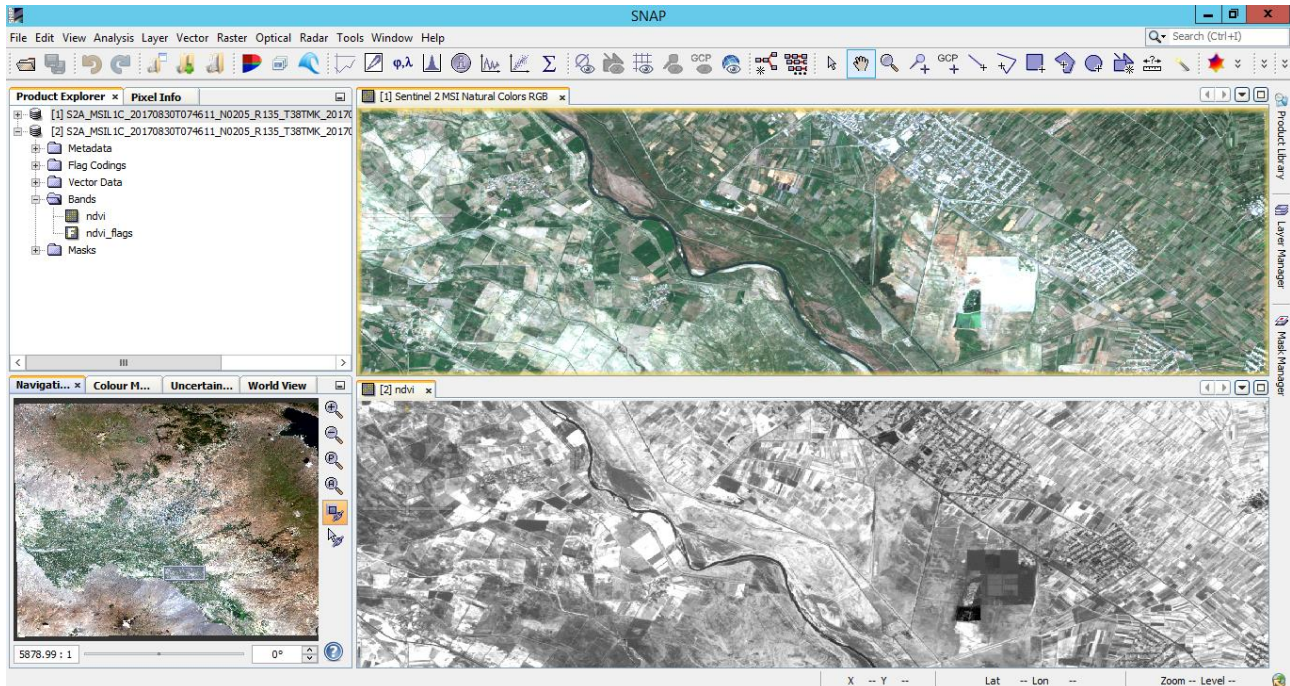 SNAP
File Edit View Analysis Layer Vector Raster Optical Radar Tools Window Help
Search (Ctrl+I)
φ,λ
Σ
GCP
GCP
Product Explorer × Pixel Info
[1] S2A_MSIL1C_20170830T074611_N0205_R135_T38TMK_2017
[2] S2A_MSIL1C_20170830T074611_N0205_R135_T38TMK_2017
Metadata
Flag Codings
Vector Data
Bands
ndvi
F ndvi_flags
Masks
[1] Sentinel 2 MSI Natural Colors RGB ×
Product Library
Layer Manager
Mask Manager
Navigati... × Colour M... Uncertain... World View
5878.99 : 1
0°
[2] ndvi ×
X -- Y -- Lat -- Lon -- Zoom -- Level --